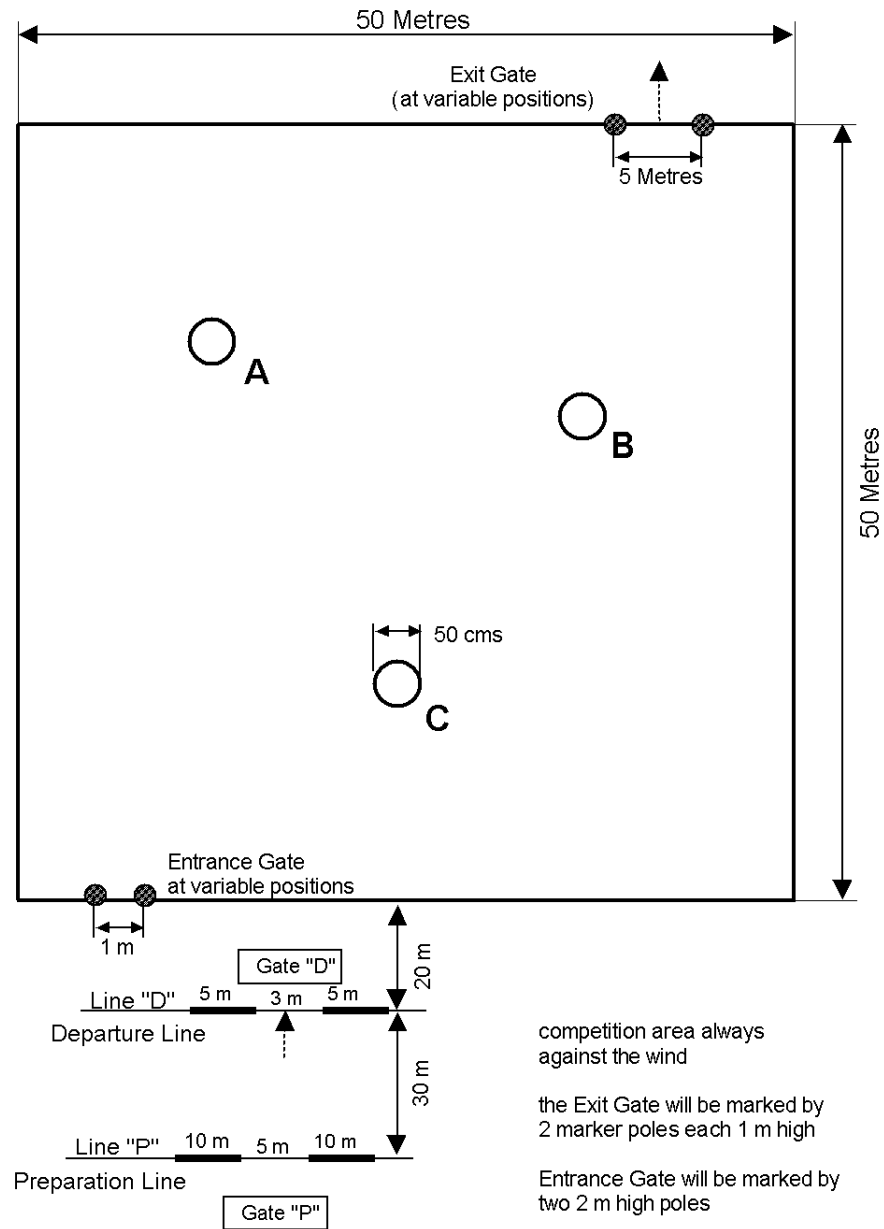 50 Metres
Exit Gate
(at variable positions)
5 Metres
A
B
50 Metres
50 cms
C
Entrance Gate
at variable positions
1 m
20 m
Gate "D"
Line "D"
5 m
3 m
5 m
Departure Line
30 m
competition area always
against the wind
the Exit Gate will be marked by
2 marker poles each 1 m high
Line "P"
10 m
5 m
10 m
Preparation Line
Entrance Gate will be marked by
two 2 m high poles
Gate "P"